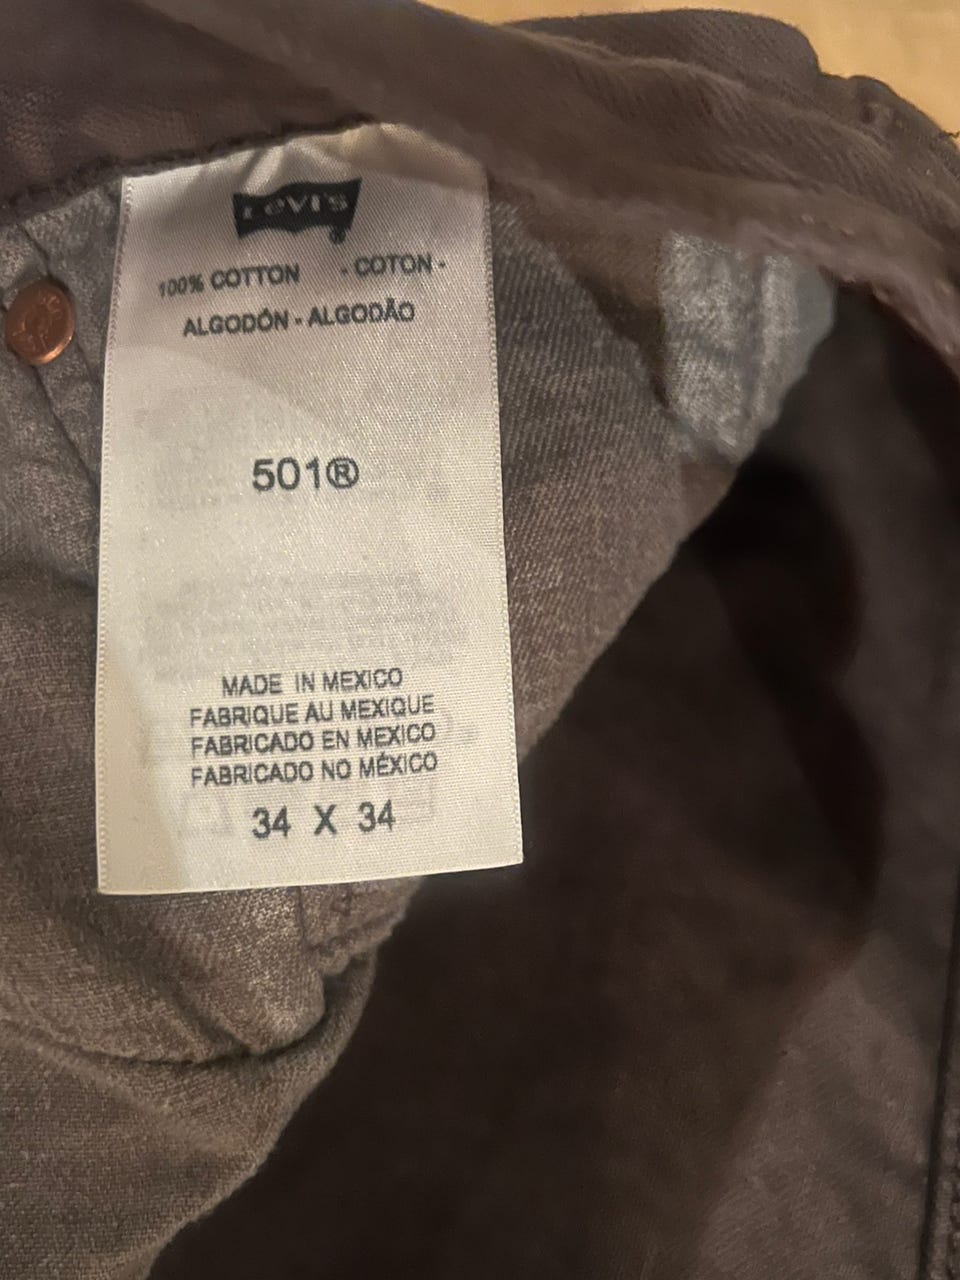 Levi's
®
100% COTTON - COTON -
ALGODÓN - ALGODÃO
501®
MADE IN MEXICO
FABRIQUE AU MEXIQUE
FABRICADO EN MEXICO
FABRICADO NO MÉXICO
34 X 34